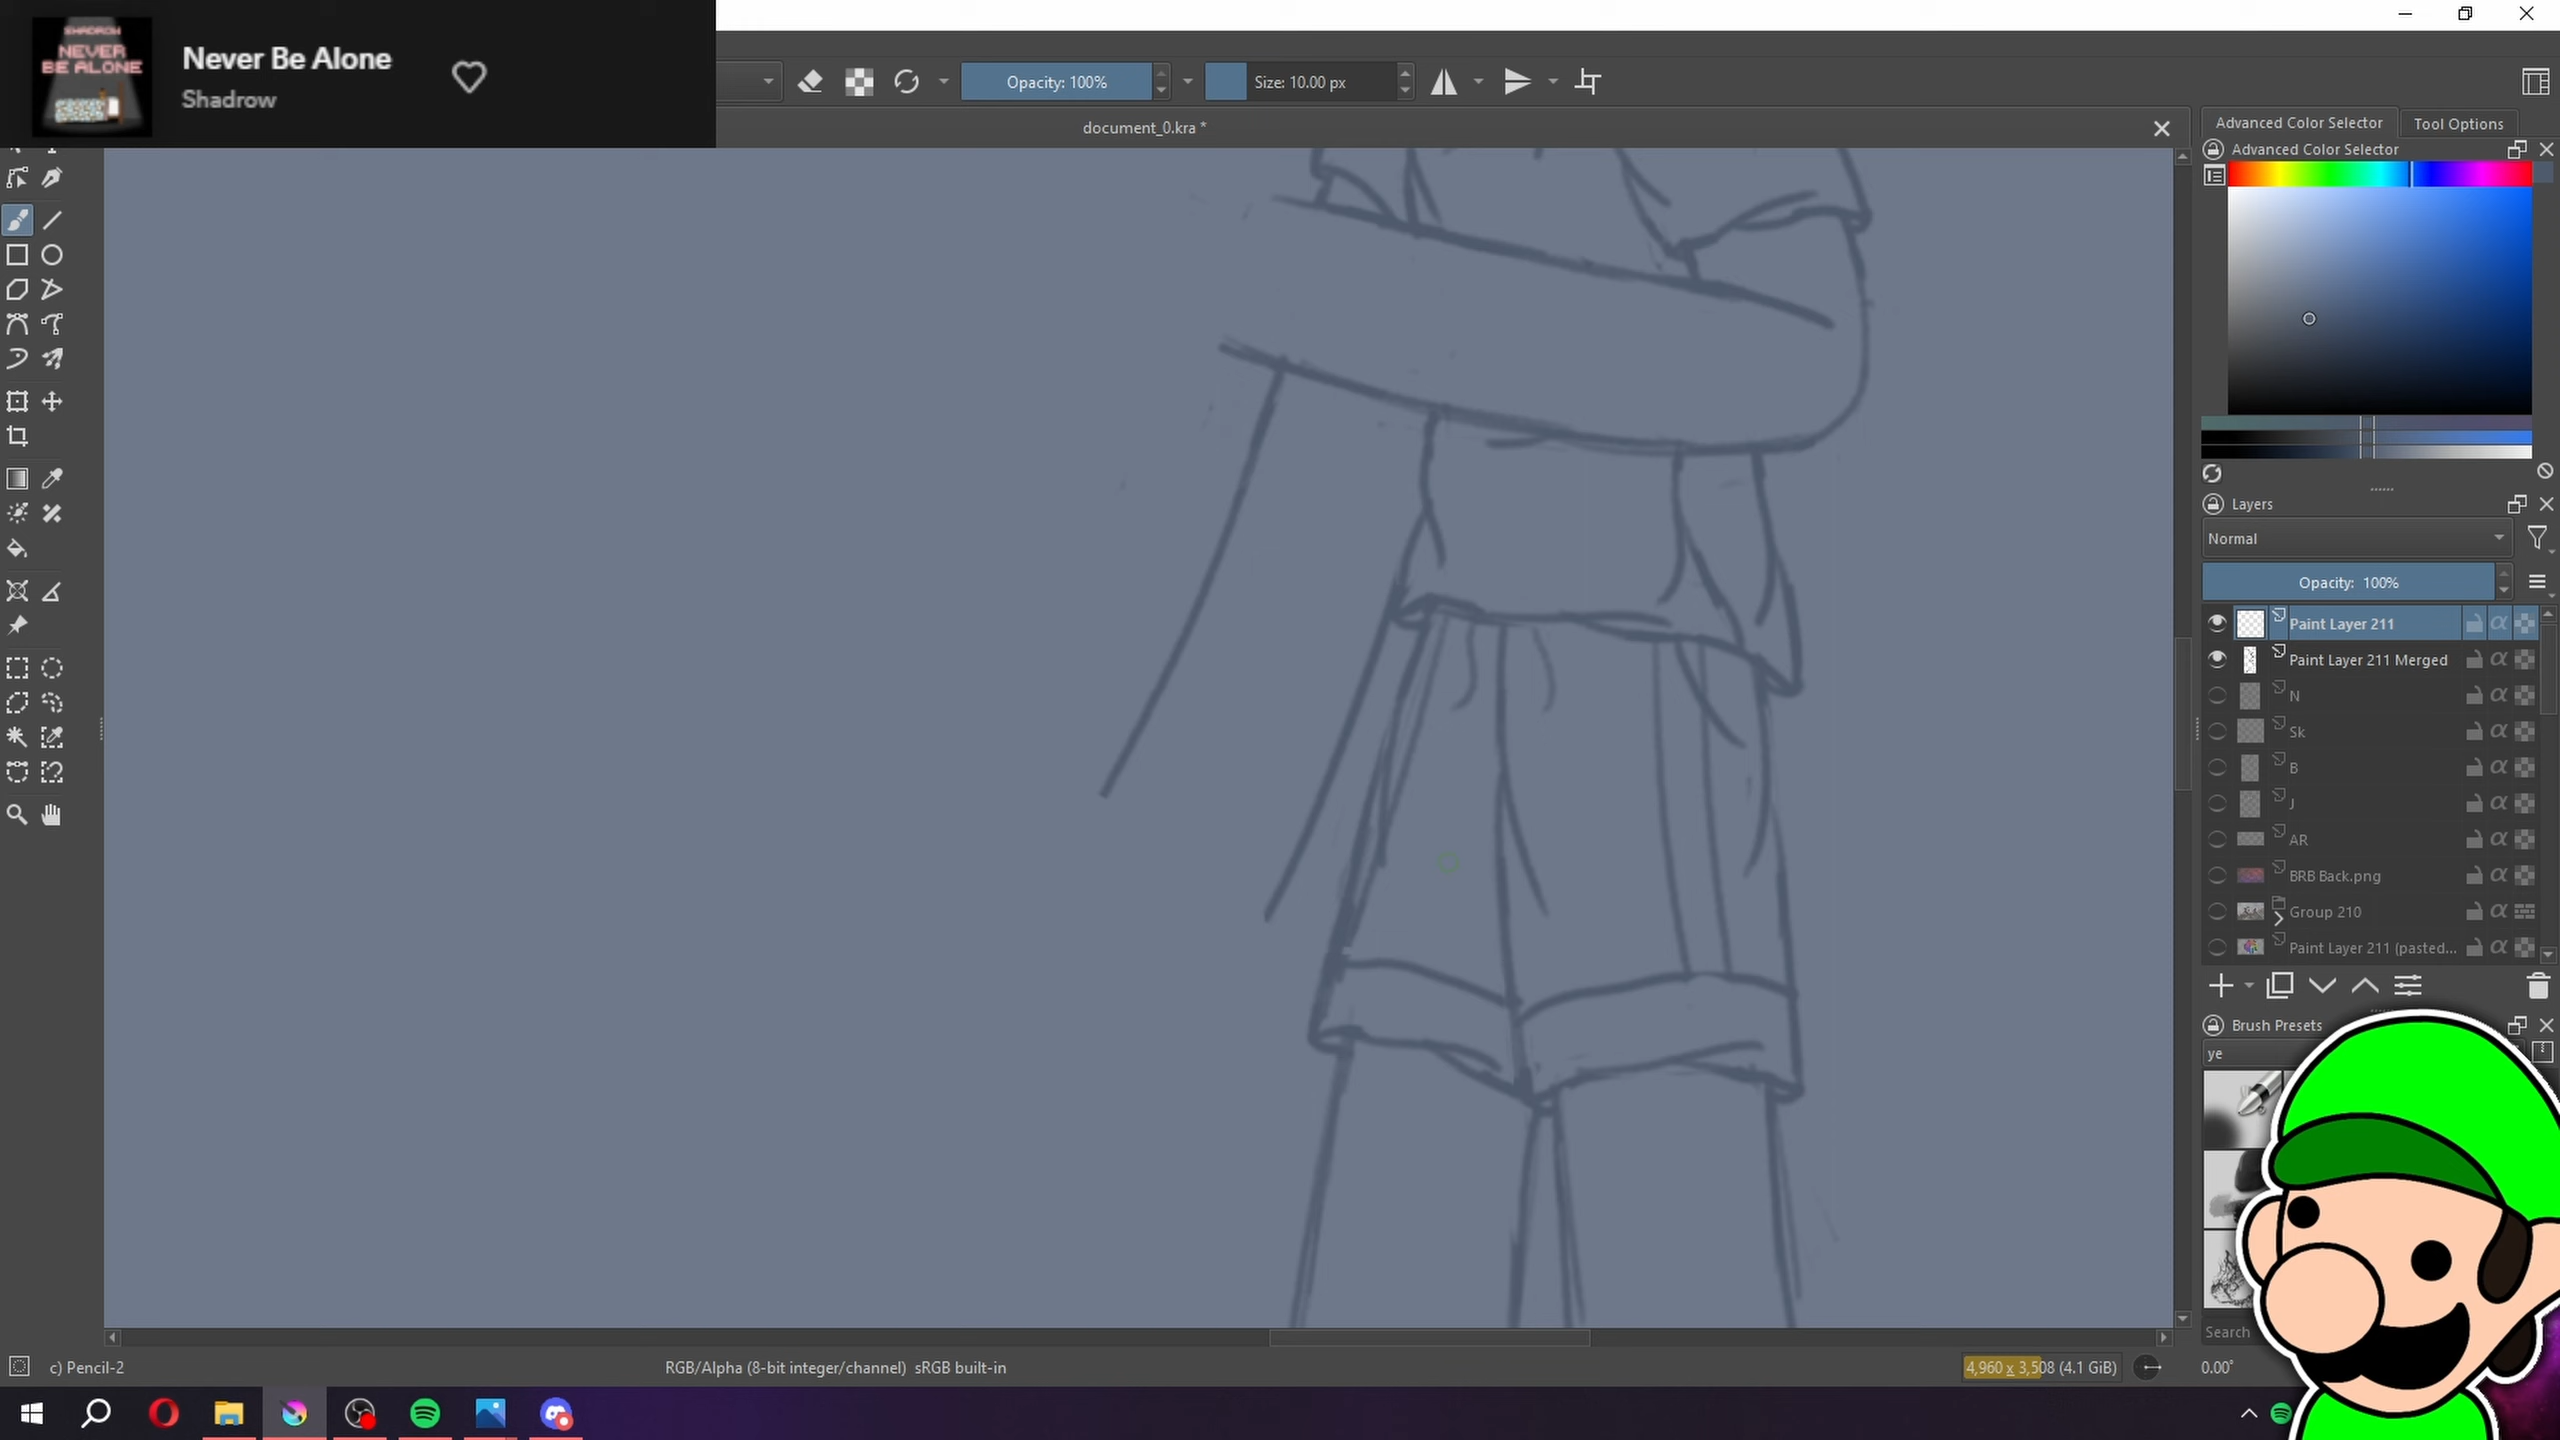 SHADROW
NEVER
BE ALONE
Never Be Alone
Shadrow
Opacity: 100%
Size: 10.00 px
document_0.kra *
Advanced Color Selector
Tool Options
Advanced Color Selector
Layers
Normal
Opacity: 100%
Paint Layer 211
Paint Layer 211 Merged
N
Sk
B
J
AR
BRB Back.png
Group 210
Paint Layer 211 (pasted...
Brush Presets
ye
Search
c) Pencil-2
RGB/Alpha (8-bit integer/channel) sRGB built-in
4,960 x 3,508 (4.1 GiB)
0.00°